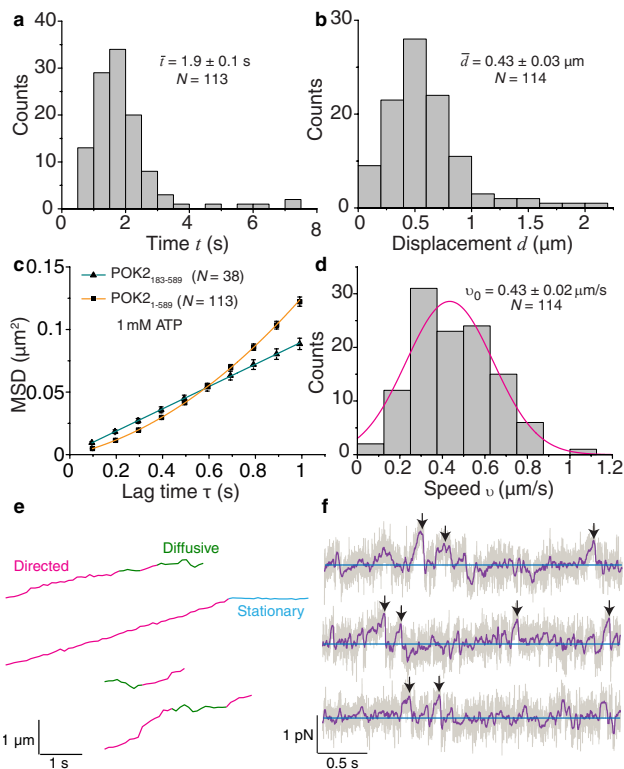 a
Counts
40
30
20
10
0
0
2
4
6
8
Time t (s)
t̄ = 1.9 ± 0.1 s
N = 113
b
Counts
30
20
10
0
0
0.5
1
1.5
2
Displacement d (µm)
d̄ = 0.43 ± 0.03 µm
N = 114
c
MSD (µm²)
0.15
0.1
0.05
0
0
0.2
0.4
0.6
0.8
1
Lag time τ (s)
POK2₁₈₃₋₅₈₉ (N = 38)
POK2₁₋₅₈₉ (N = 113)
1 mM ATP
d
Counts
30
20
10
0
0
0.2
0.4
0.6
0.8
1
1.2
Speed υ (µm/s)
υ₀ = 0.43 ± 0.02 µm/s
N = 114
e
Directed
Diffusive
Stationary
1 µm
1 s
f
1 pN
0.5 s